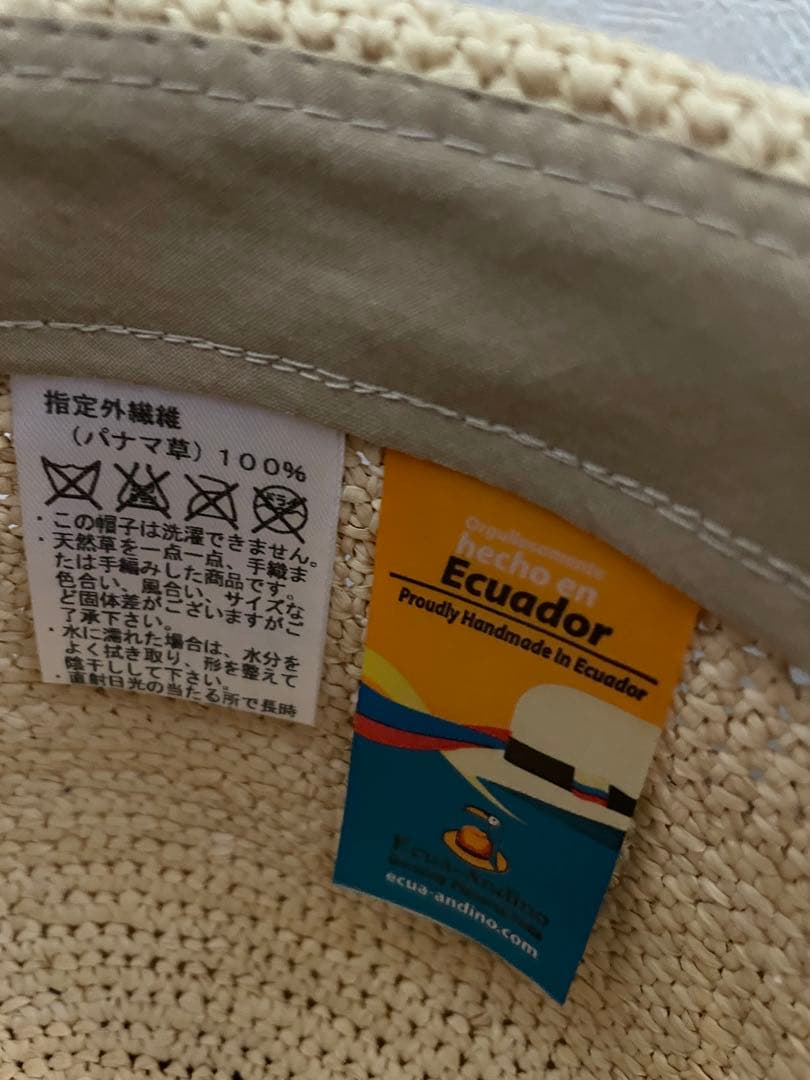 指定外繊維
（パナマ草）100%
ドライ
・この帽子は洗濯できません。
・天然草を一点一点、手織ま
たは手編みした商品です。
色合い、風合い、サイズな
ど固体差がございますがご
了承下さい。
・水に濡れた場合は、水分を
よく拭き取り、形を整えて
陰干しして下さい。
・直射日光の当たる所で長時
Orgullosamente
hecho en
Ecuador
Proudly Handmade in Ecuador
Ecua-Andino
ecua-andino.com